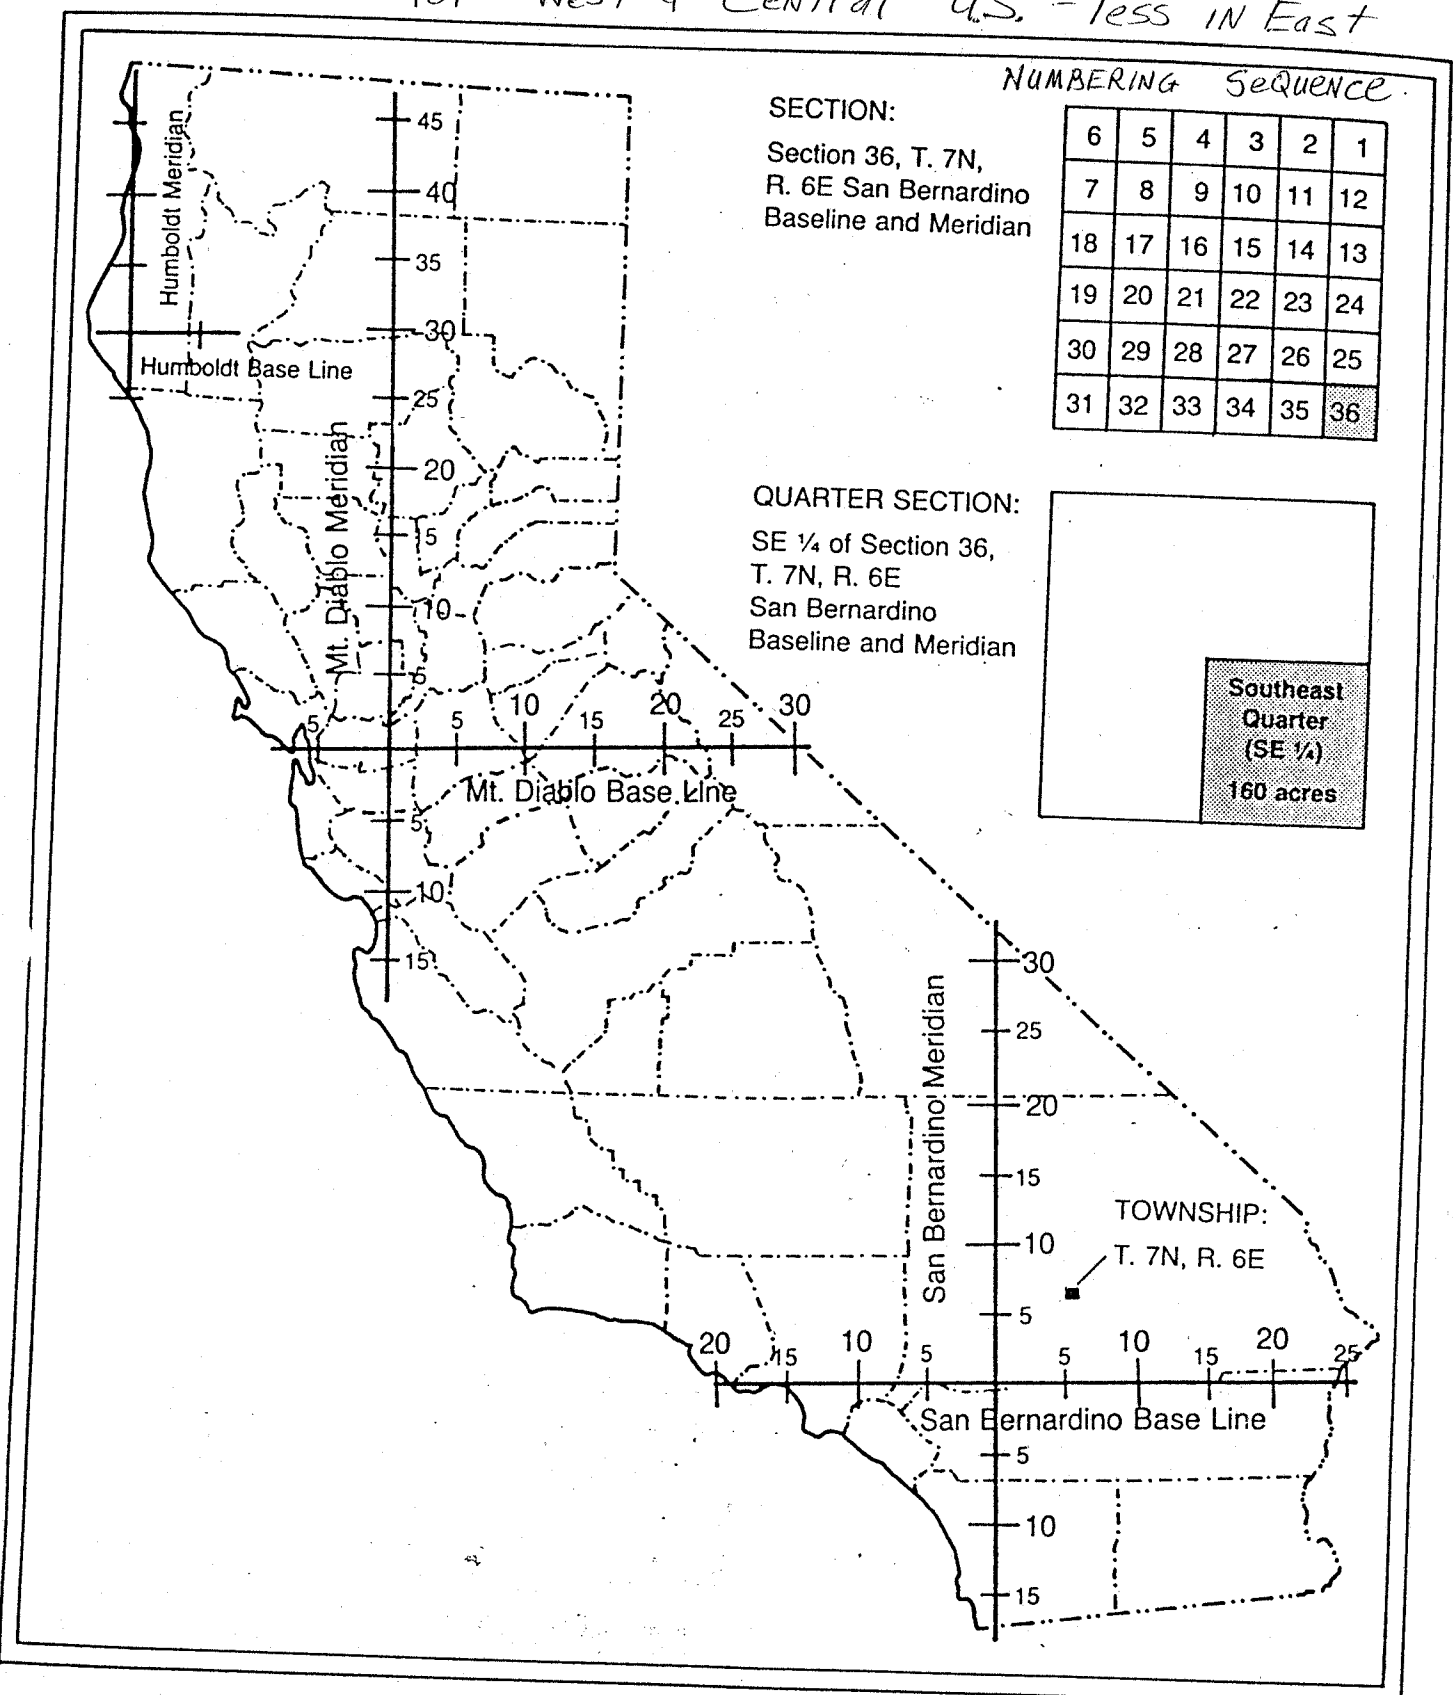 for West & Central U.S. - less IN East
NUMBERING SeQUeNCe.
SECTION:
Section 36, T. 7N,
R. 6E San Bernardino
Baseline and Meridian
6 5 4 3 2 1
7 8 9 10 11 12
18 17 16 15 14 13
19 20 21 22 23 24
30 29 28 27 26 25
31 32 33 34 35 36
QUARTER SECTION:
SE ¼ of Section 36,
T. 7N, R. 6E
San Bernardino
Baseline and Meridian
Southeast
Quarter
(SE ¼)
160 acres
Humboldt Meridian
Humboldt Base Line
Mt. Diablo Meridian
45
40
35
30
25
20
15
10
5
5 5 10 15 20 25 30
Mt. Diablo Base Line
5
10
15
San Bernardino Meridian
30
25
20
15
10
5
TOWNSHIP:
T. 7N, R. 6E
20 15 10 5 5 10 15 20 25
San Bernardino Base Line
5
10
15